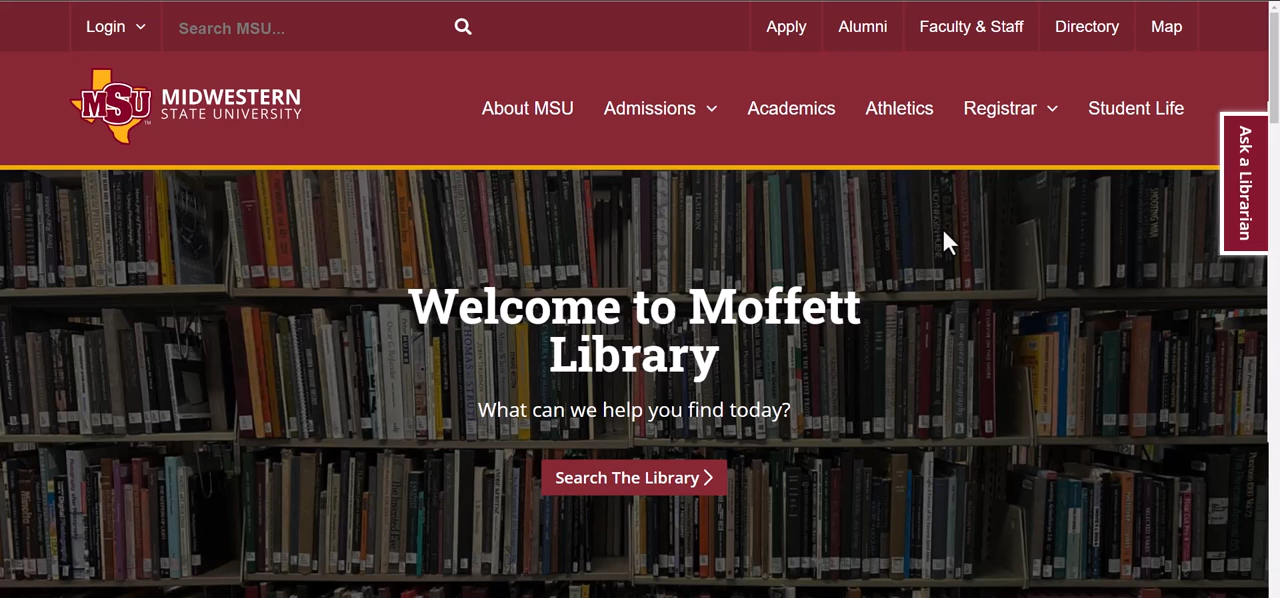 Login
Search MSU...
Apply
Alumni
Faculty & Staff
Directory
Map
MSU
TM
MIDWESTERN
STATE UNIVERSITY
About MSU
Admissions
Academics
Athletics
Registrar
Student Life
Ask a Librarian
Welcome to Moffett
Library
What can we help you find today?
Search The Library